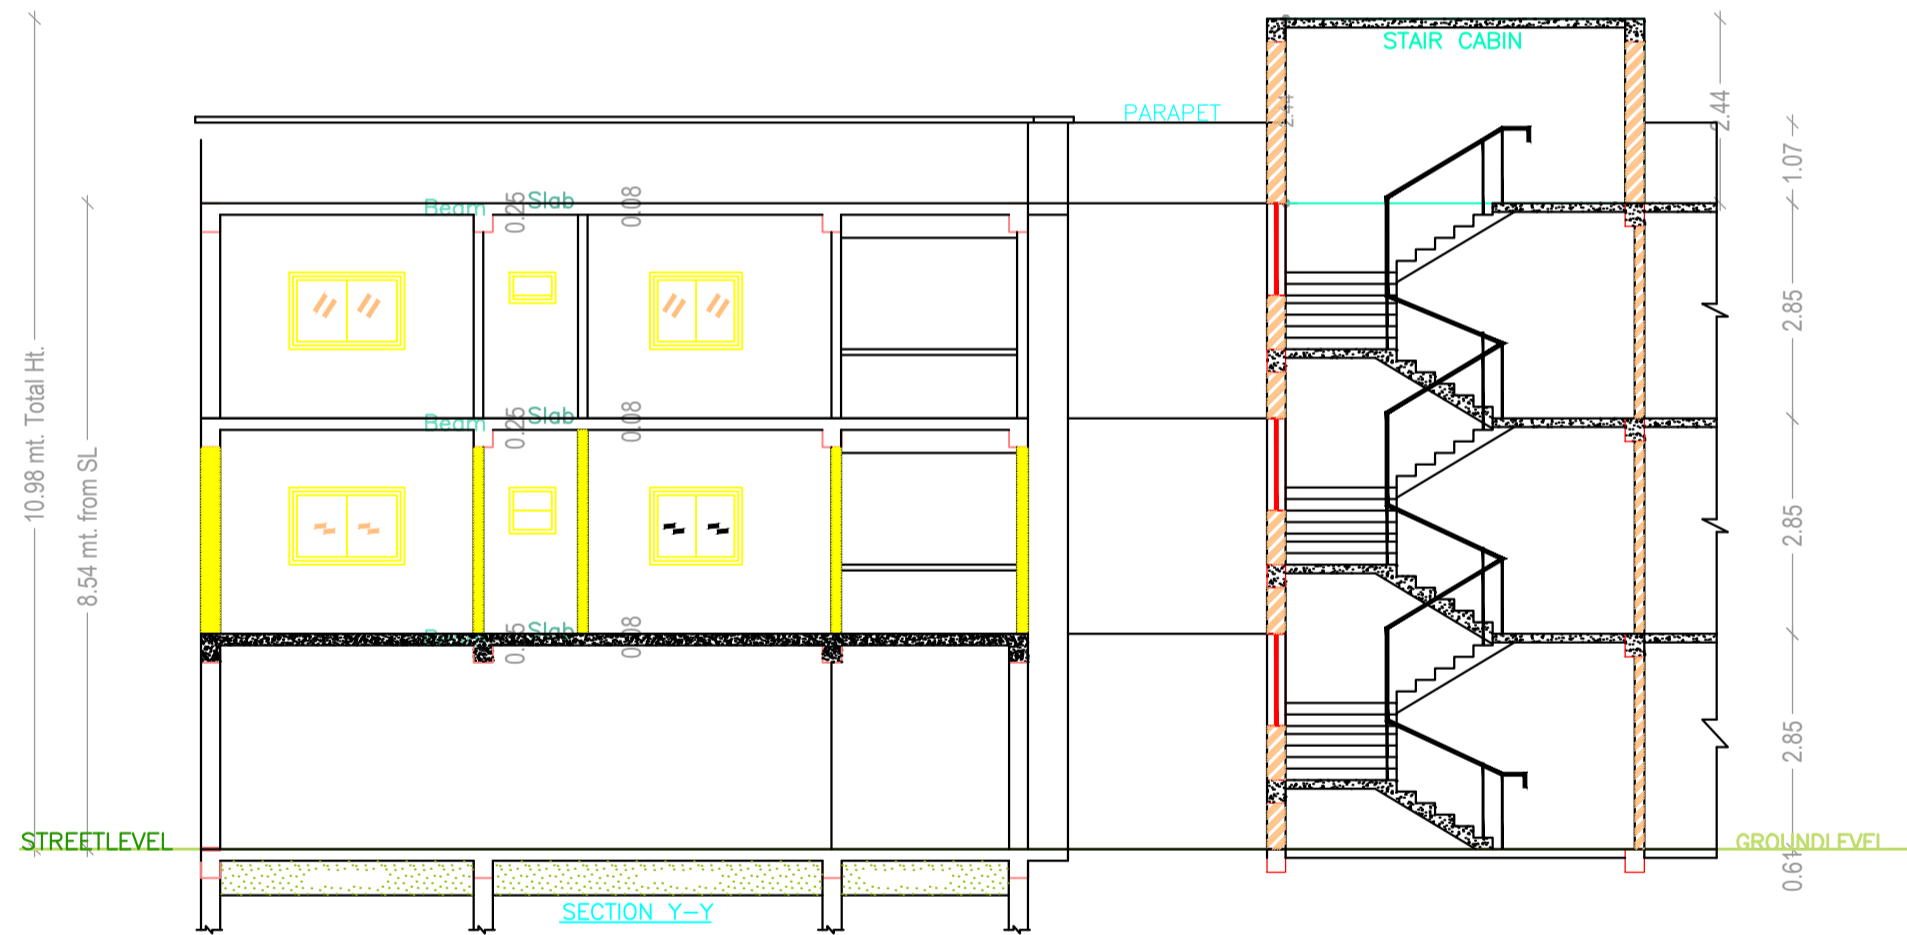 STAIR CABIN
PARAPET
2.44
2.44
1.07
Beam
0.25
Slab
0.08
2.85
10.98 mt. Total Ht.
8.54 mt. from SL
Beam
0.25
Slab
0.08
2.85
Slab
0.08
2.85
STREETLEVEL
GROUNDLEVEL
0.61
SECTION Y-Y